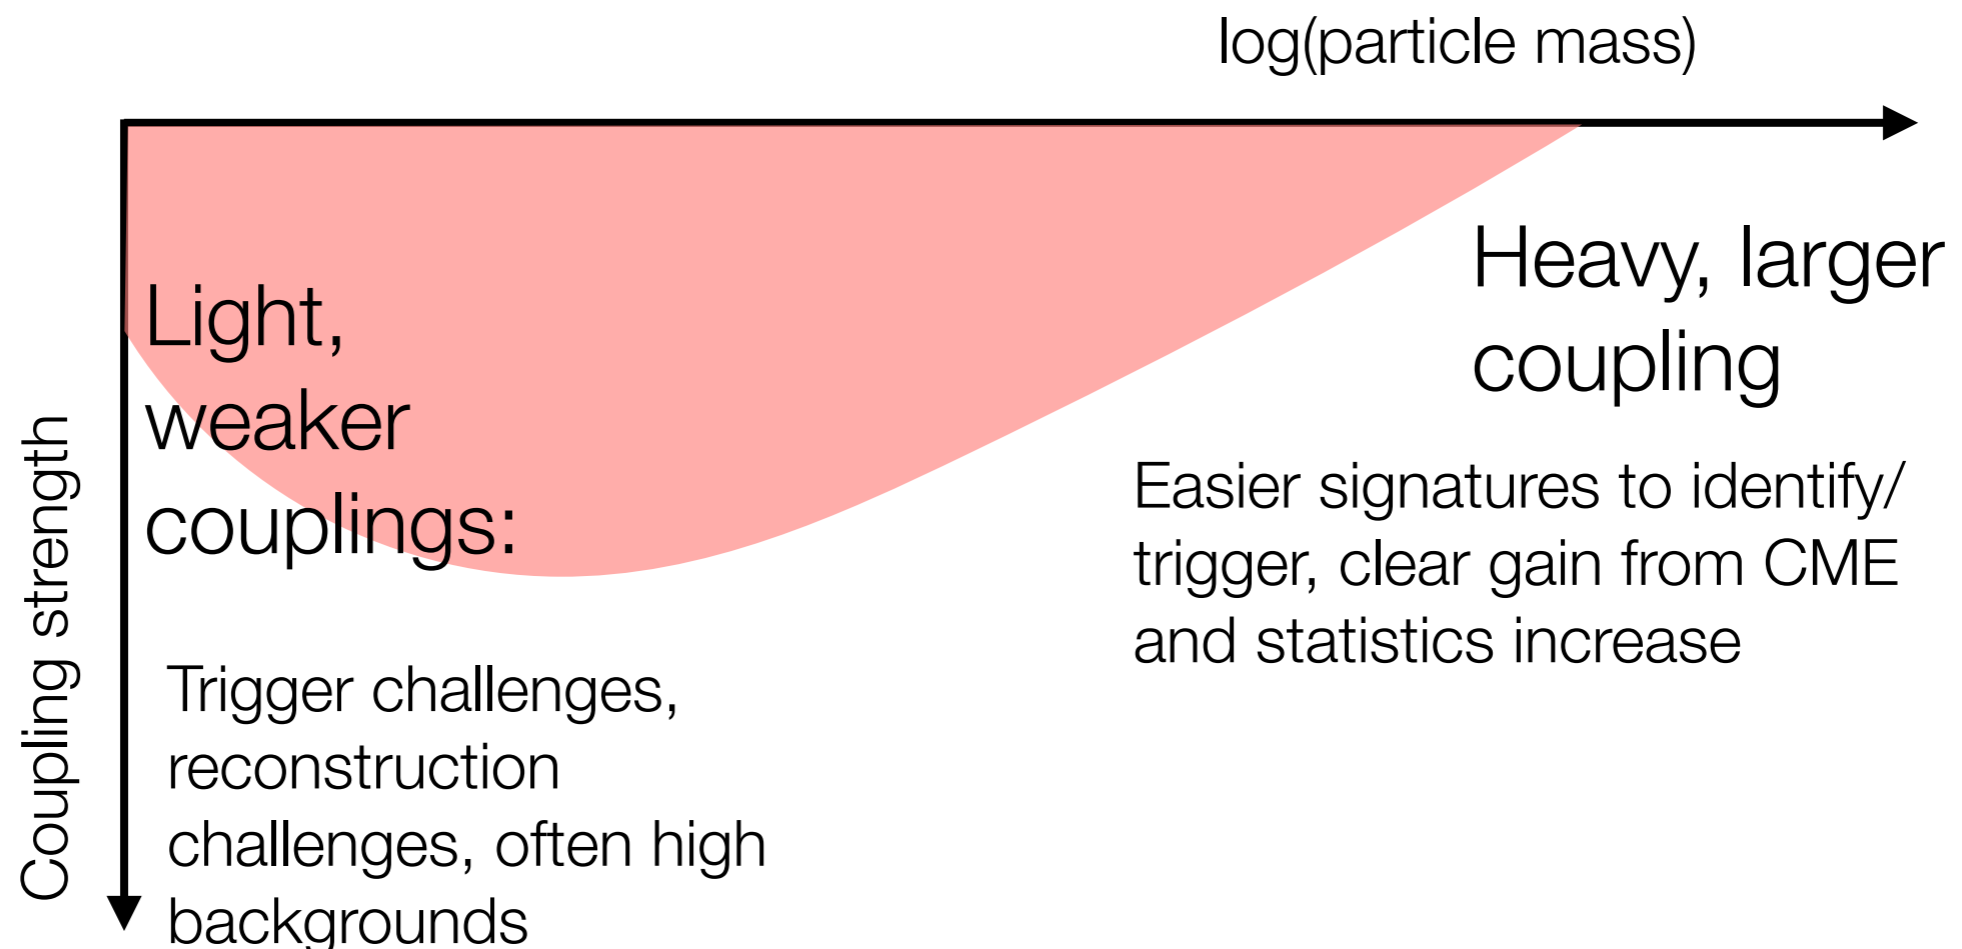 log(particle mass)
Light,
weaker
couplings:
Heavy, larger
coupling
Easier signatures to identify/
trigger, clear gain from CME
and statistics increase
Coupling strength
Trigger challenges,
reconstruction
challenges, often high
backgrounds